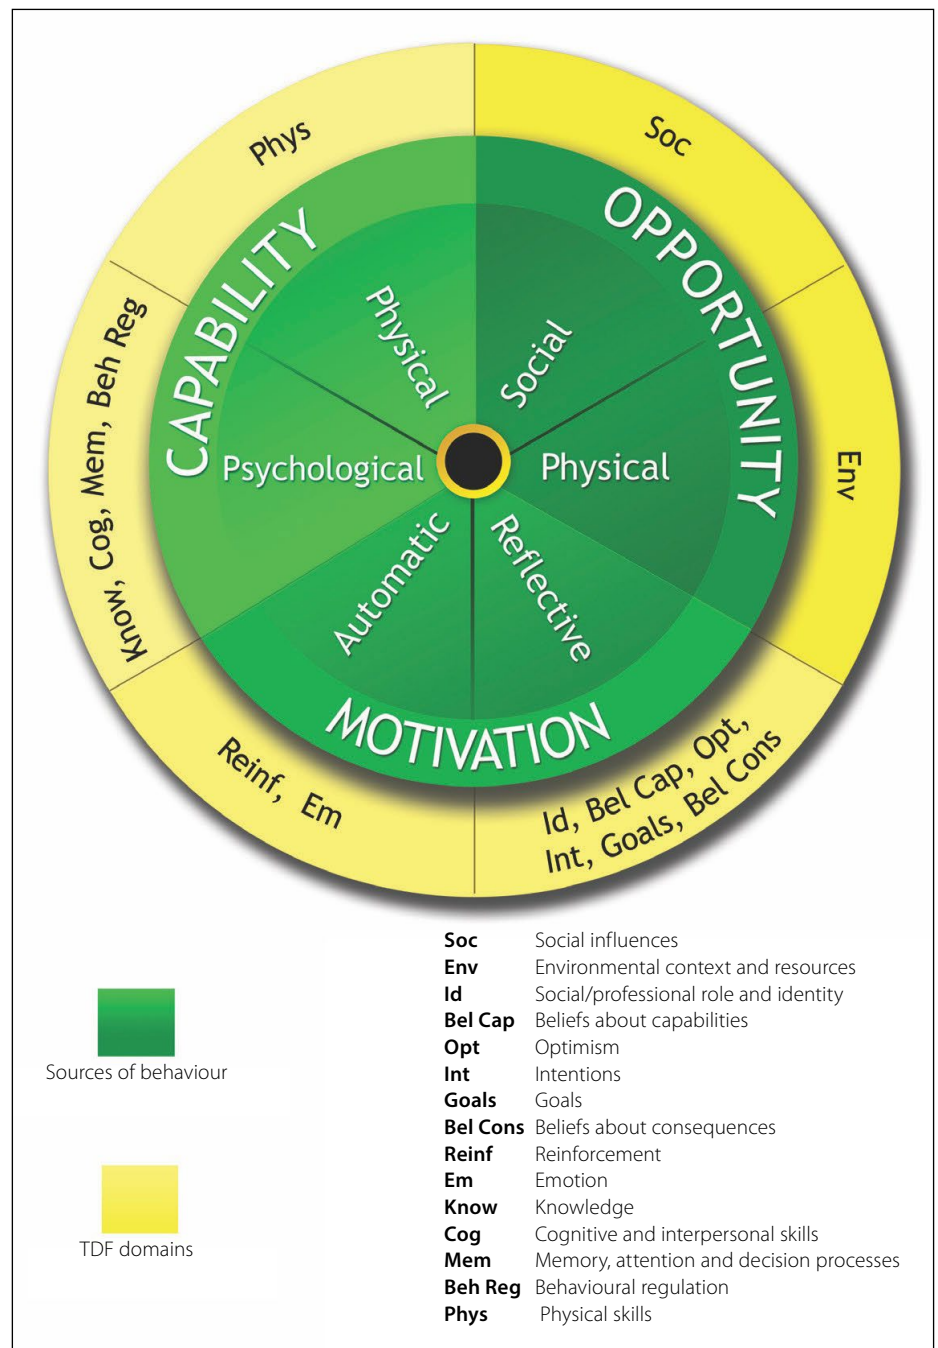 Phys
Soc
CAPABILITY
OPPORTUNITY
Physical
Social
Know, Cog, Mem, Beh Reg
Psychological
Physical
Env
Automatic
Reflective
MOTIVATION
Reinf, Em
Id, Bel Cap, Opt,
Int, Goals, Bel Cons
Sources of behaviour
TDF domains
Soc Social influences
Env Environmental context and resources
Id Social/professional role and identity
Bel Cap Beliefs about capabilities
Opt Optimism
Int Intentions
Goals Goals
Bel Cons Beliefs about consequences
Reinf Reinforcement
Em Emotion
Know Knowledge
Cog Cognitive and interpersonal skills
Mem Memory, attention and decision processes
Beh Reg Behavioural regulation
Phys Physical skills